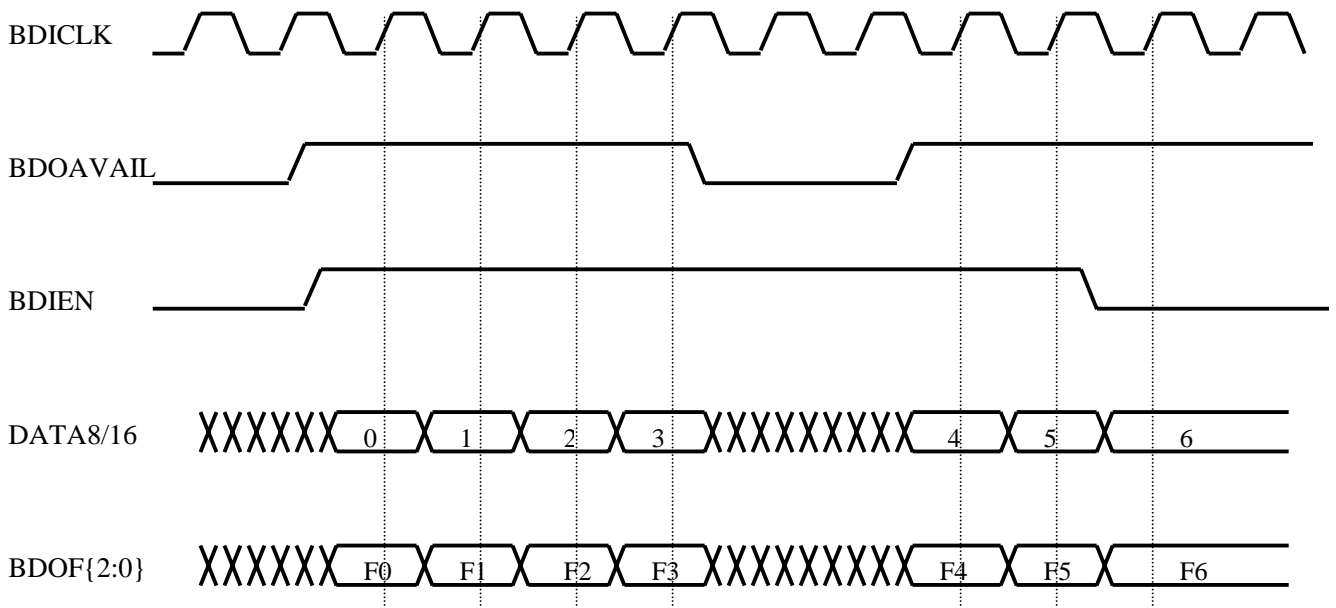 BDICLK
BDOAVAIL
BDIEN
DATA8/16 0 1 2 3 4 5 6
BDOF{2:0} F0 F1 F2 F3 F4 F5 F6